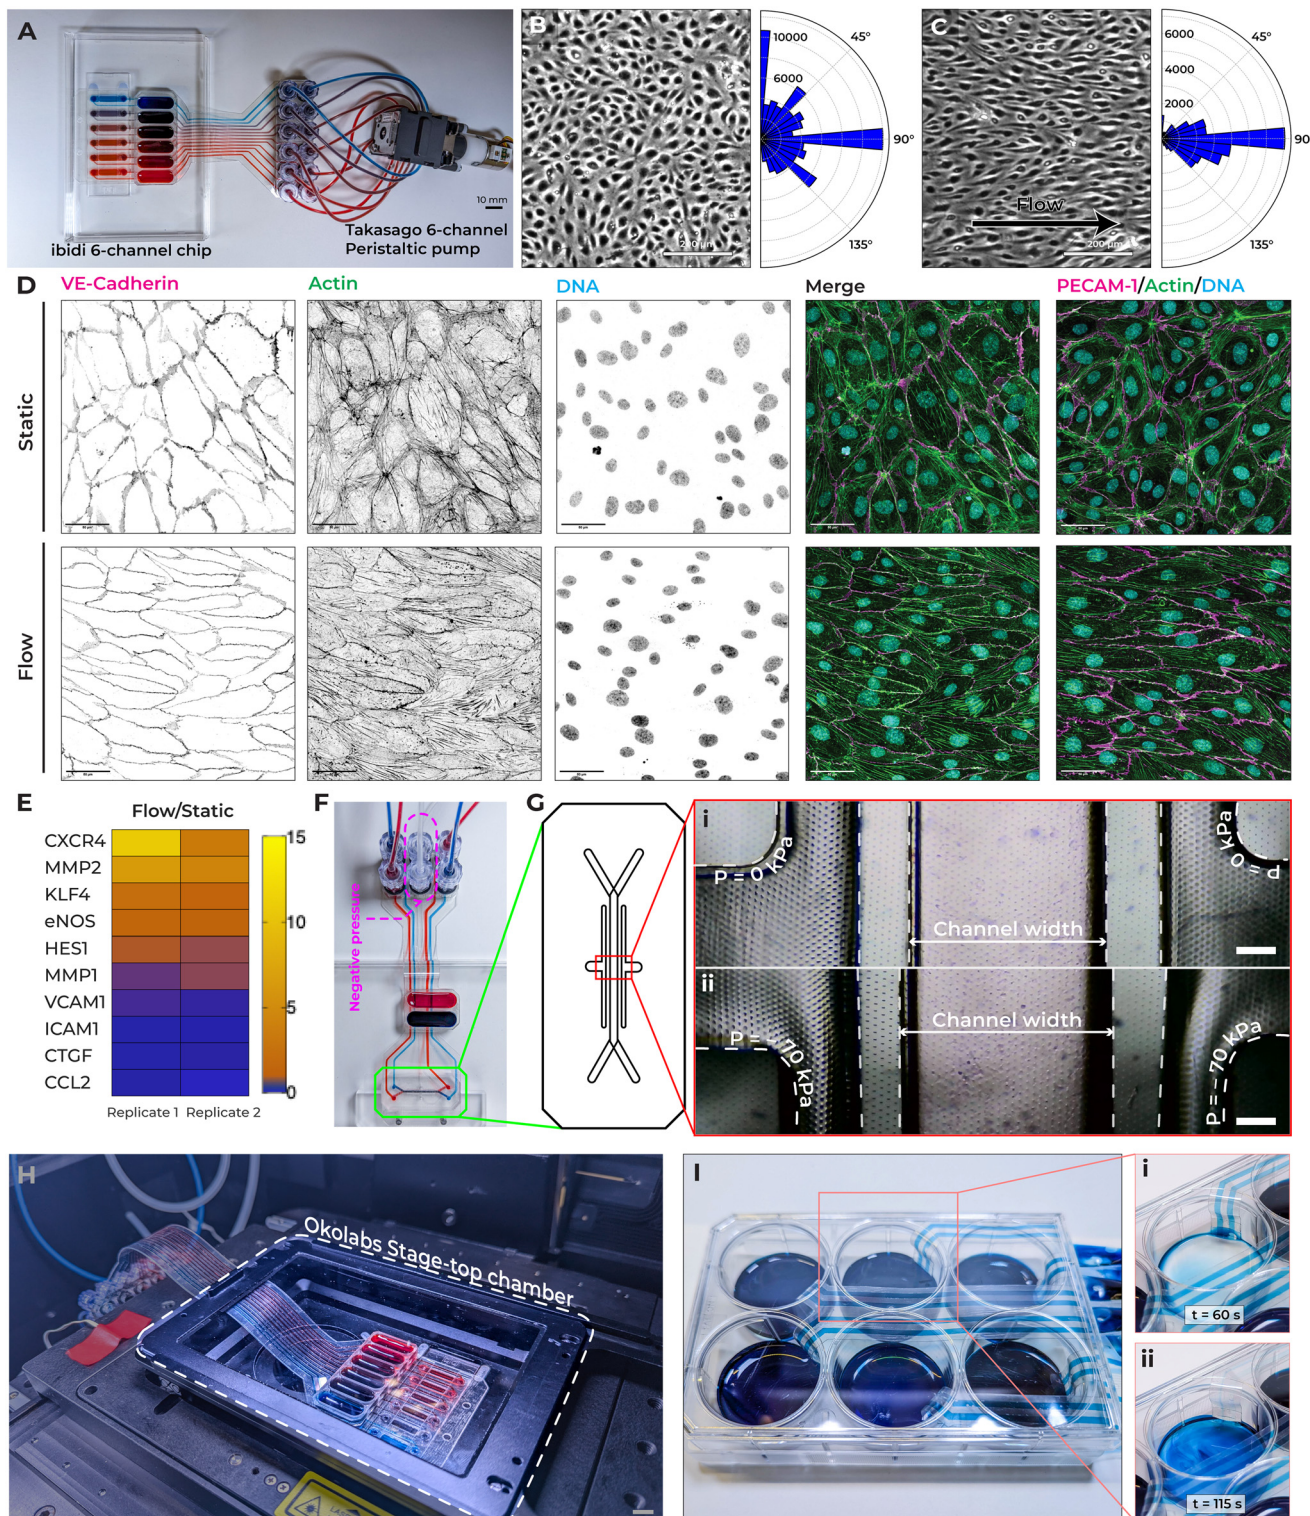 A
ibidi 6-channel chip
Takasago 6-channel
Peristaltic pump
10 mm
B
200 µm
10000
6000
45°
90°
135°
C
Flow
200 µm
6000
4000
2000
45°
90
135°
D
VE-Cadherin
Actin
DNA
Merge
PECAM-1/Actin/DNA
Static
Flow
E
Flow/Static
CXCR4
MMP2
KLF4
eNOS
HES1
MMP1
VCAM1
ICAM1
CTGF
CCL2
15
10
5
0
Replicate 1
Replicate 2
F
Negative pressure
G
i
P = 0 kPa
P = 0 kPa
Channel width
ii
P = - 70 kPa
P = - 70 kPa
Channel width
H
Okolabs Stage-top chamber
I
i
t = 60 s
ii
t = 115 s